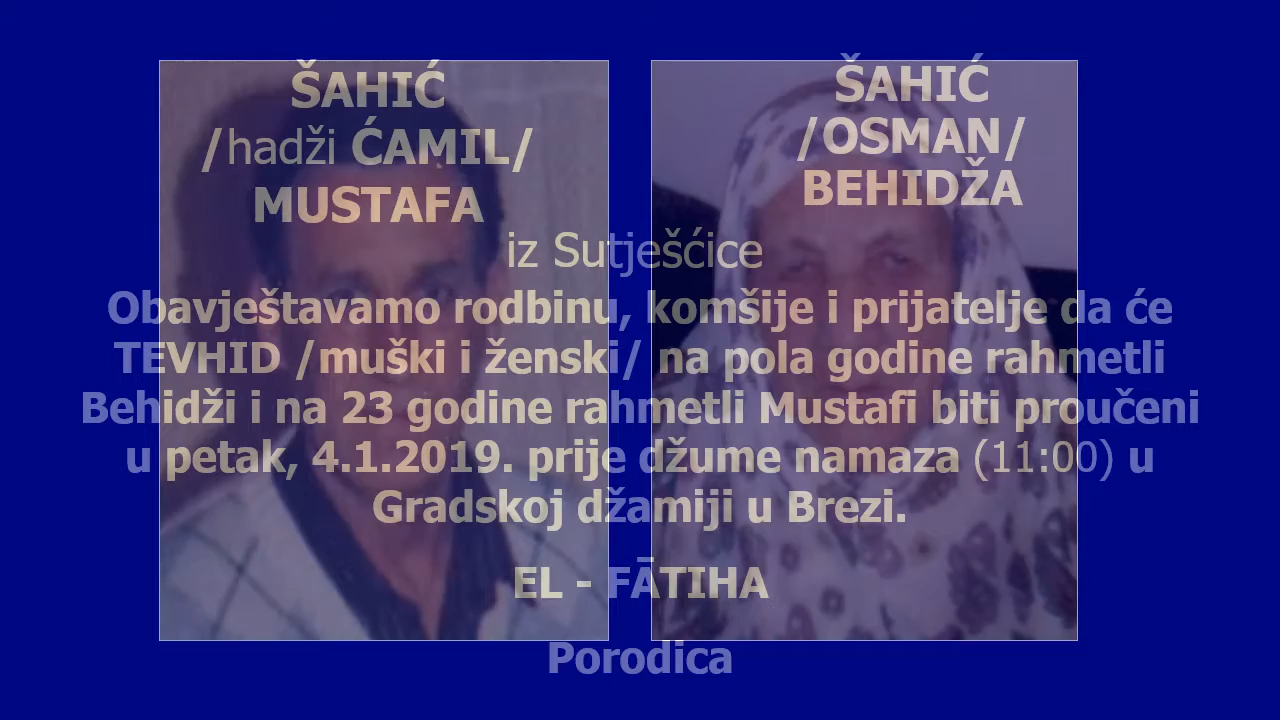 ŠAHIĆ
/hadži ĆAMIL/
MUSTAFA
ŠAHIĆ
/OSMAN/
BEHIDŽA
iz Sutješćice
Obavještavamo rodbinu, komšije i prijatelje da će
TEVHID /muški i ženski/ na pola godine rahmetli
Behidži i na 23 godine rahmetli Mustafi biti proučeni
u petak, 4.1.2019. prije džume namaza (11:00) u
Gradskoj džamiji u Brezi.
EL - FĀTIHA
Porodica